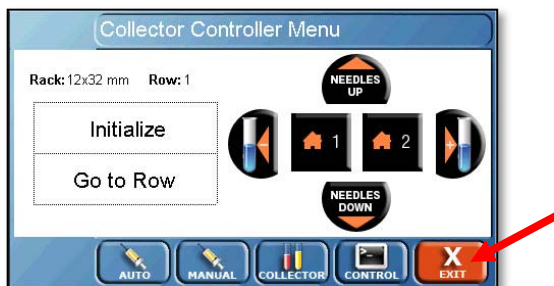 Collector Controller Menu
Rack: 12x32 mm Row: 1
NEEDLES
UP
Initialize
1
2
Go to Row
NEEDLES
DOWN
AUTO
MANUAL
COLLECTOR
CONTROL
X
EXIT